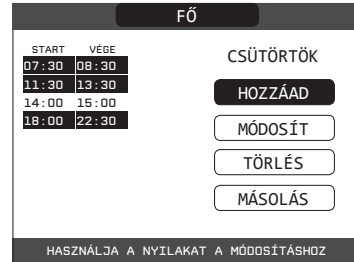 FŐ
START VÉGE
07:30 08:30
11:30 13:30
14:00 15:00
18:00 22:30
CSÜTÖRTÖK
HOZZÁAD
MÓDOSÍT
TÖRLÉS
MÁSOLÁS
HASZNÁLJA A NYILAKAT A MÓDOSÍTÁSHOZ